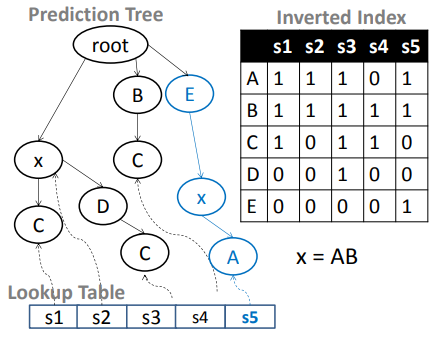 Prediction Tree
Inverted Index
root
B
E
x
C
x
C
D
C
A
s1 s2 s3 s4 s5
A 1 1 1 0 1
B 1 1 1 1 1
C 1 0 1 1 0
D 0 0 1 0 0
E 0 0 0 0 1
x = AB
Lookup Table
s1 s2 s3 s4 s5